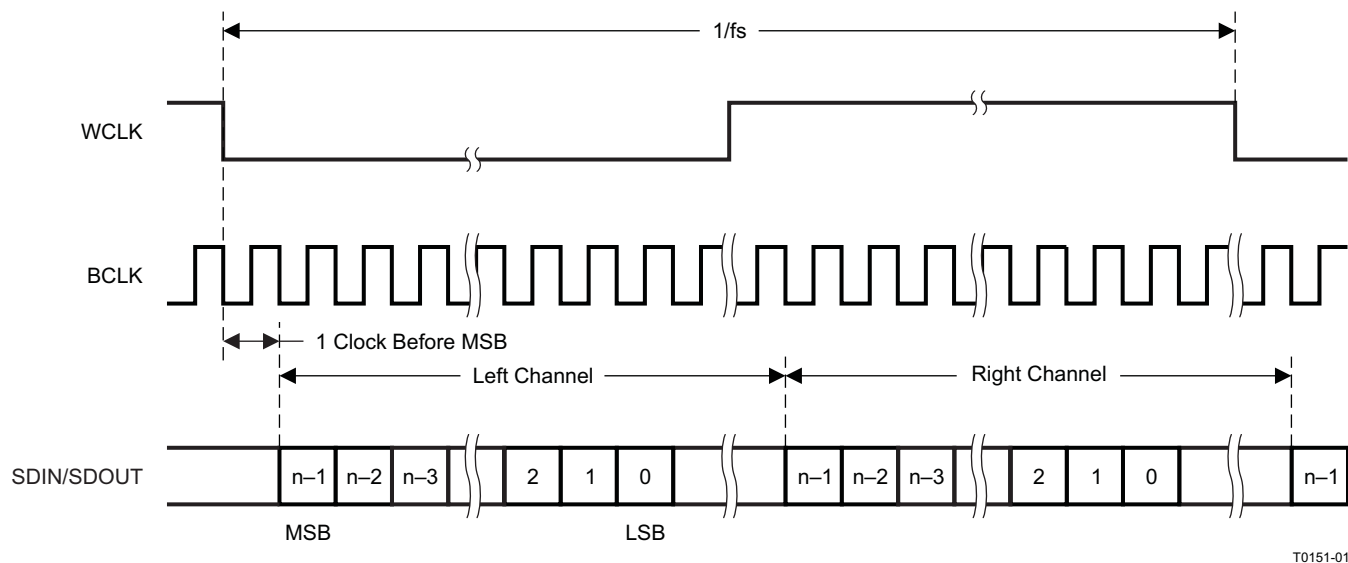 1/fs
WCLK
BCLK
1 Clock Before MSB
Left Channel
Right Channel
SDIN/SDOUT
n–1 n–2 n–3 2 1 0 n–1 n–2 n–3 2 1 0 n–1
MSB LSB
T0151-01